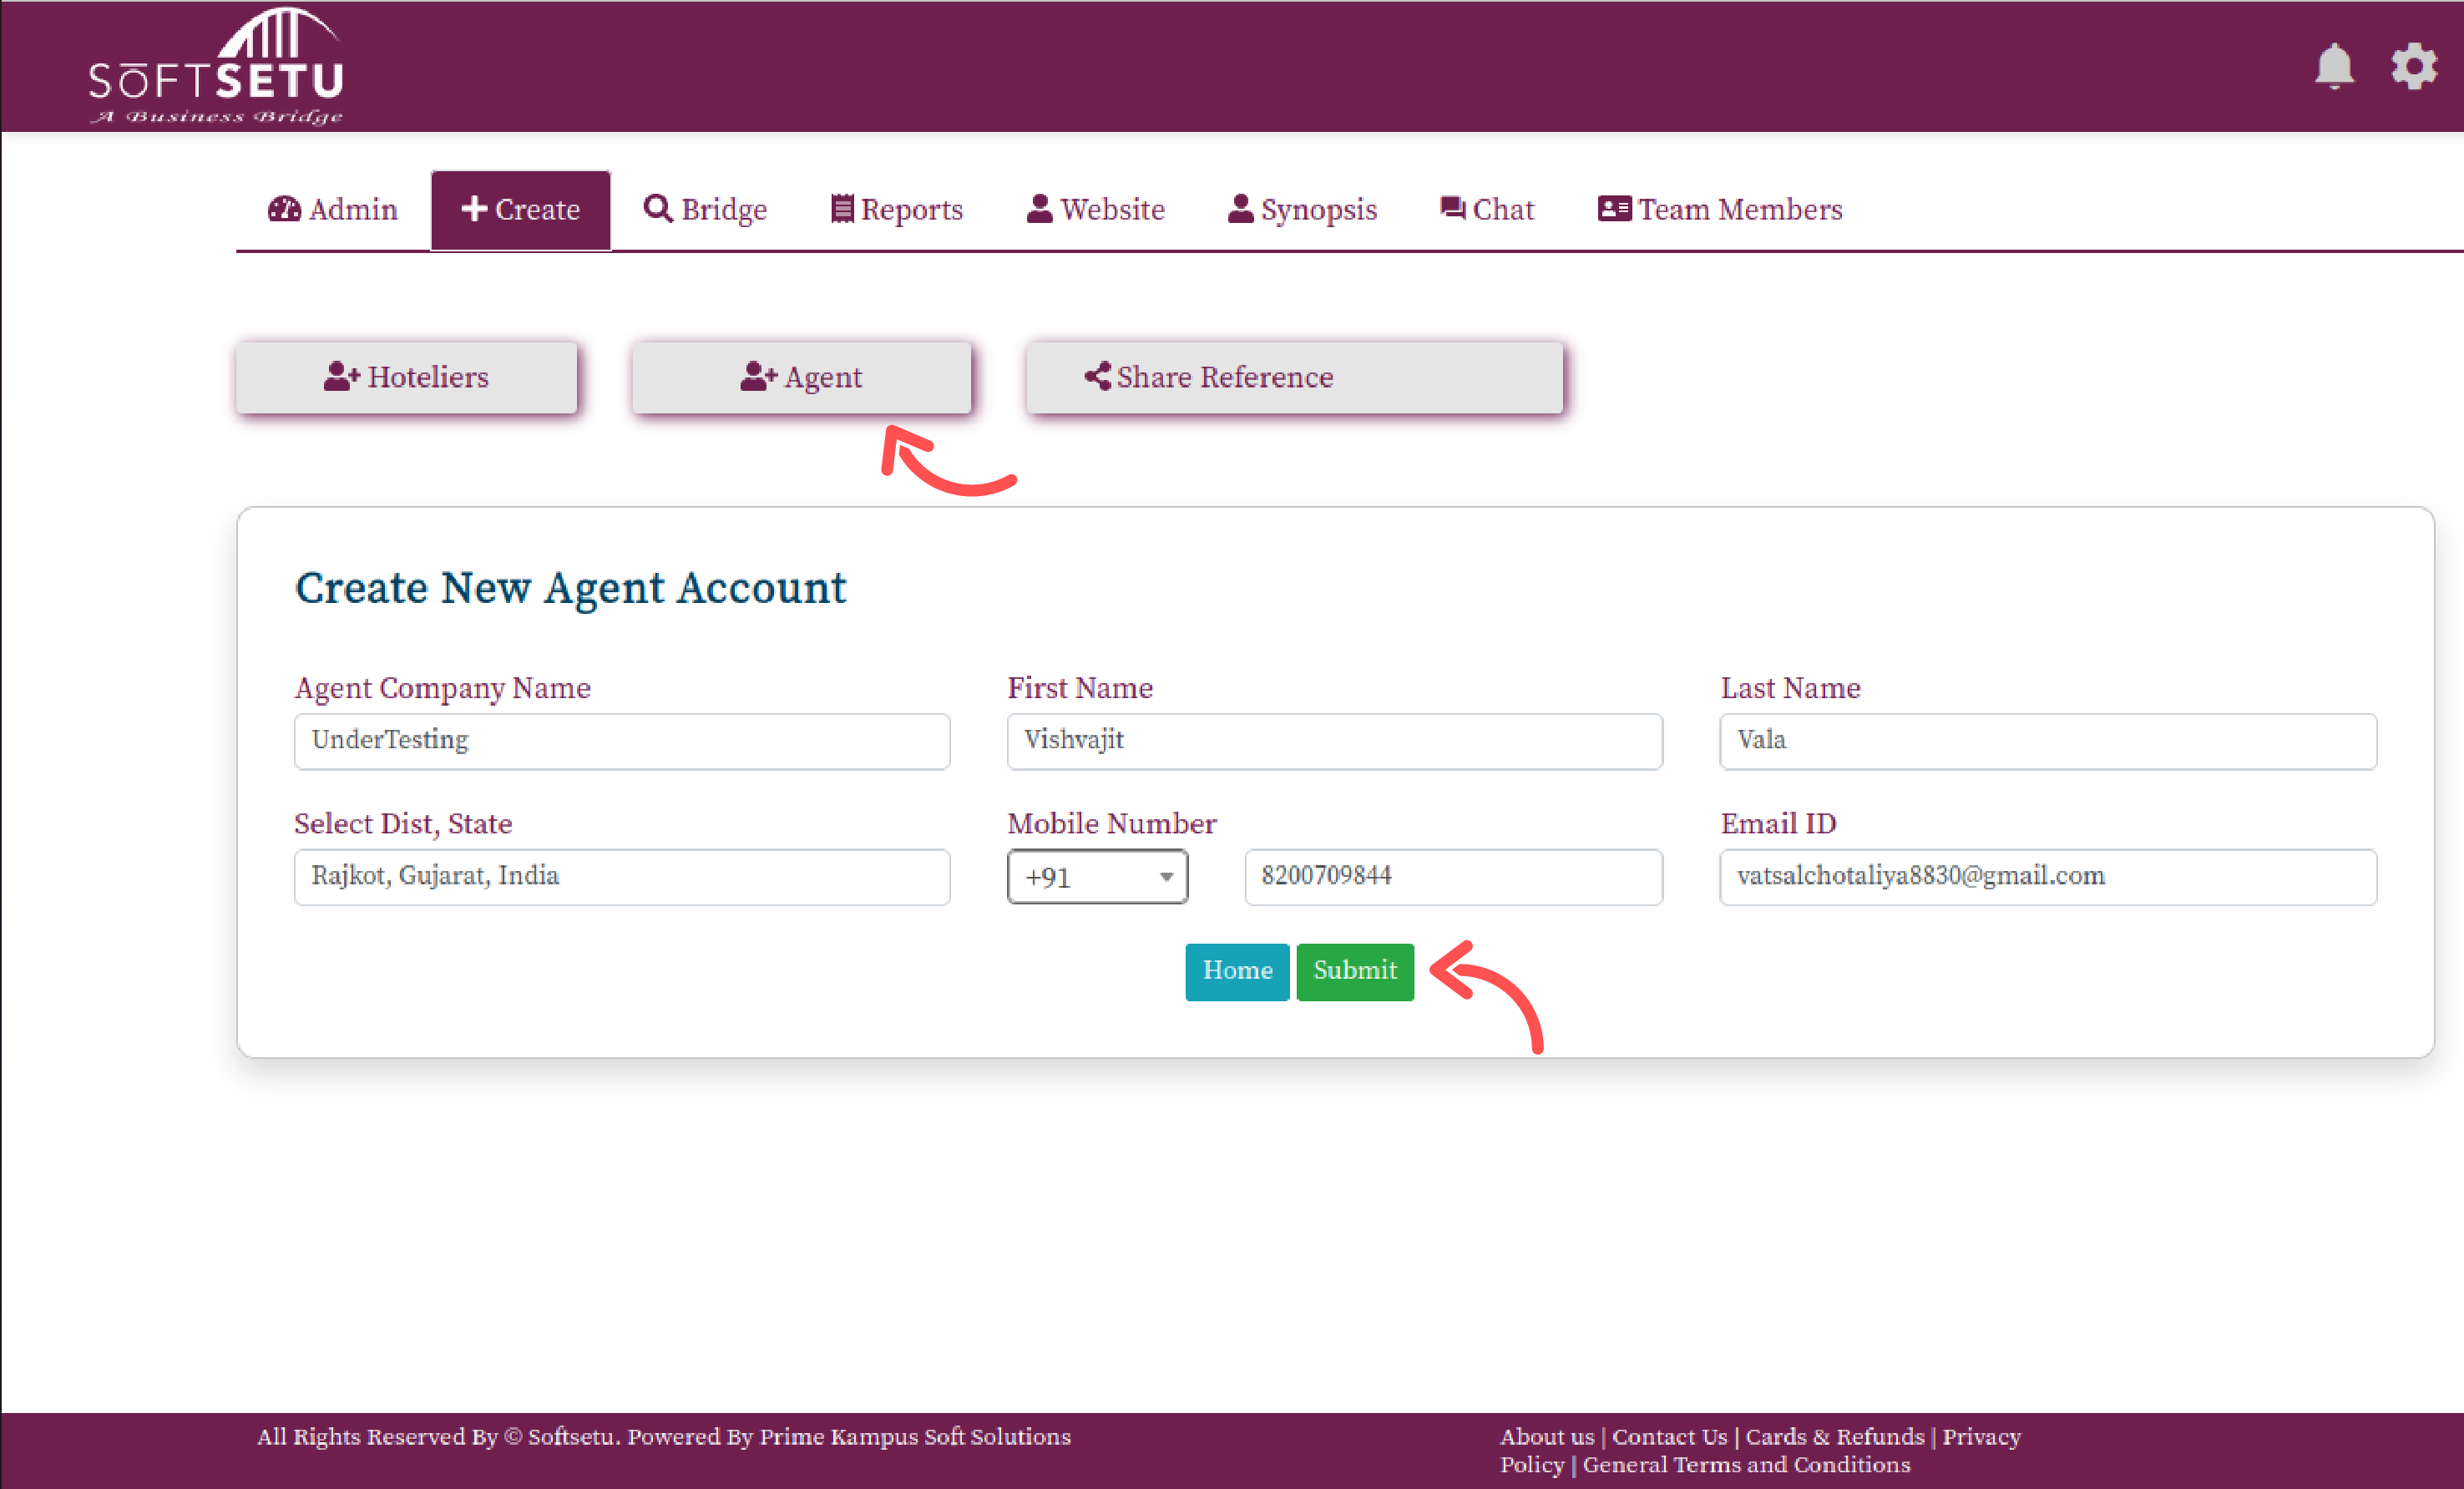 SŌFTSETU
A Business Bridge
Admin Create Bridge Reports Website Synopsis Chat Team Members
Hoteliers Agent Share Reference
Create New Agent Account
Agent Company Name First Name Last Name
UnderTesting Vishvajit Vala
Select Dist, State Mobile Number Email ID
Rajkot, Gujarat, India +91 8200709844 vatsalchotaliya8830@gmail.com
Home Submit
All Rights Reserved By © Softsetu. Powered By Prime Kampus Soft Solutions
About us | Contact Us | Cards & Refunds | Privacy
Policy | General Terms and Conditions